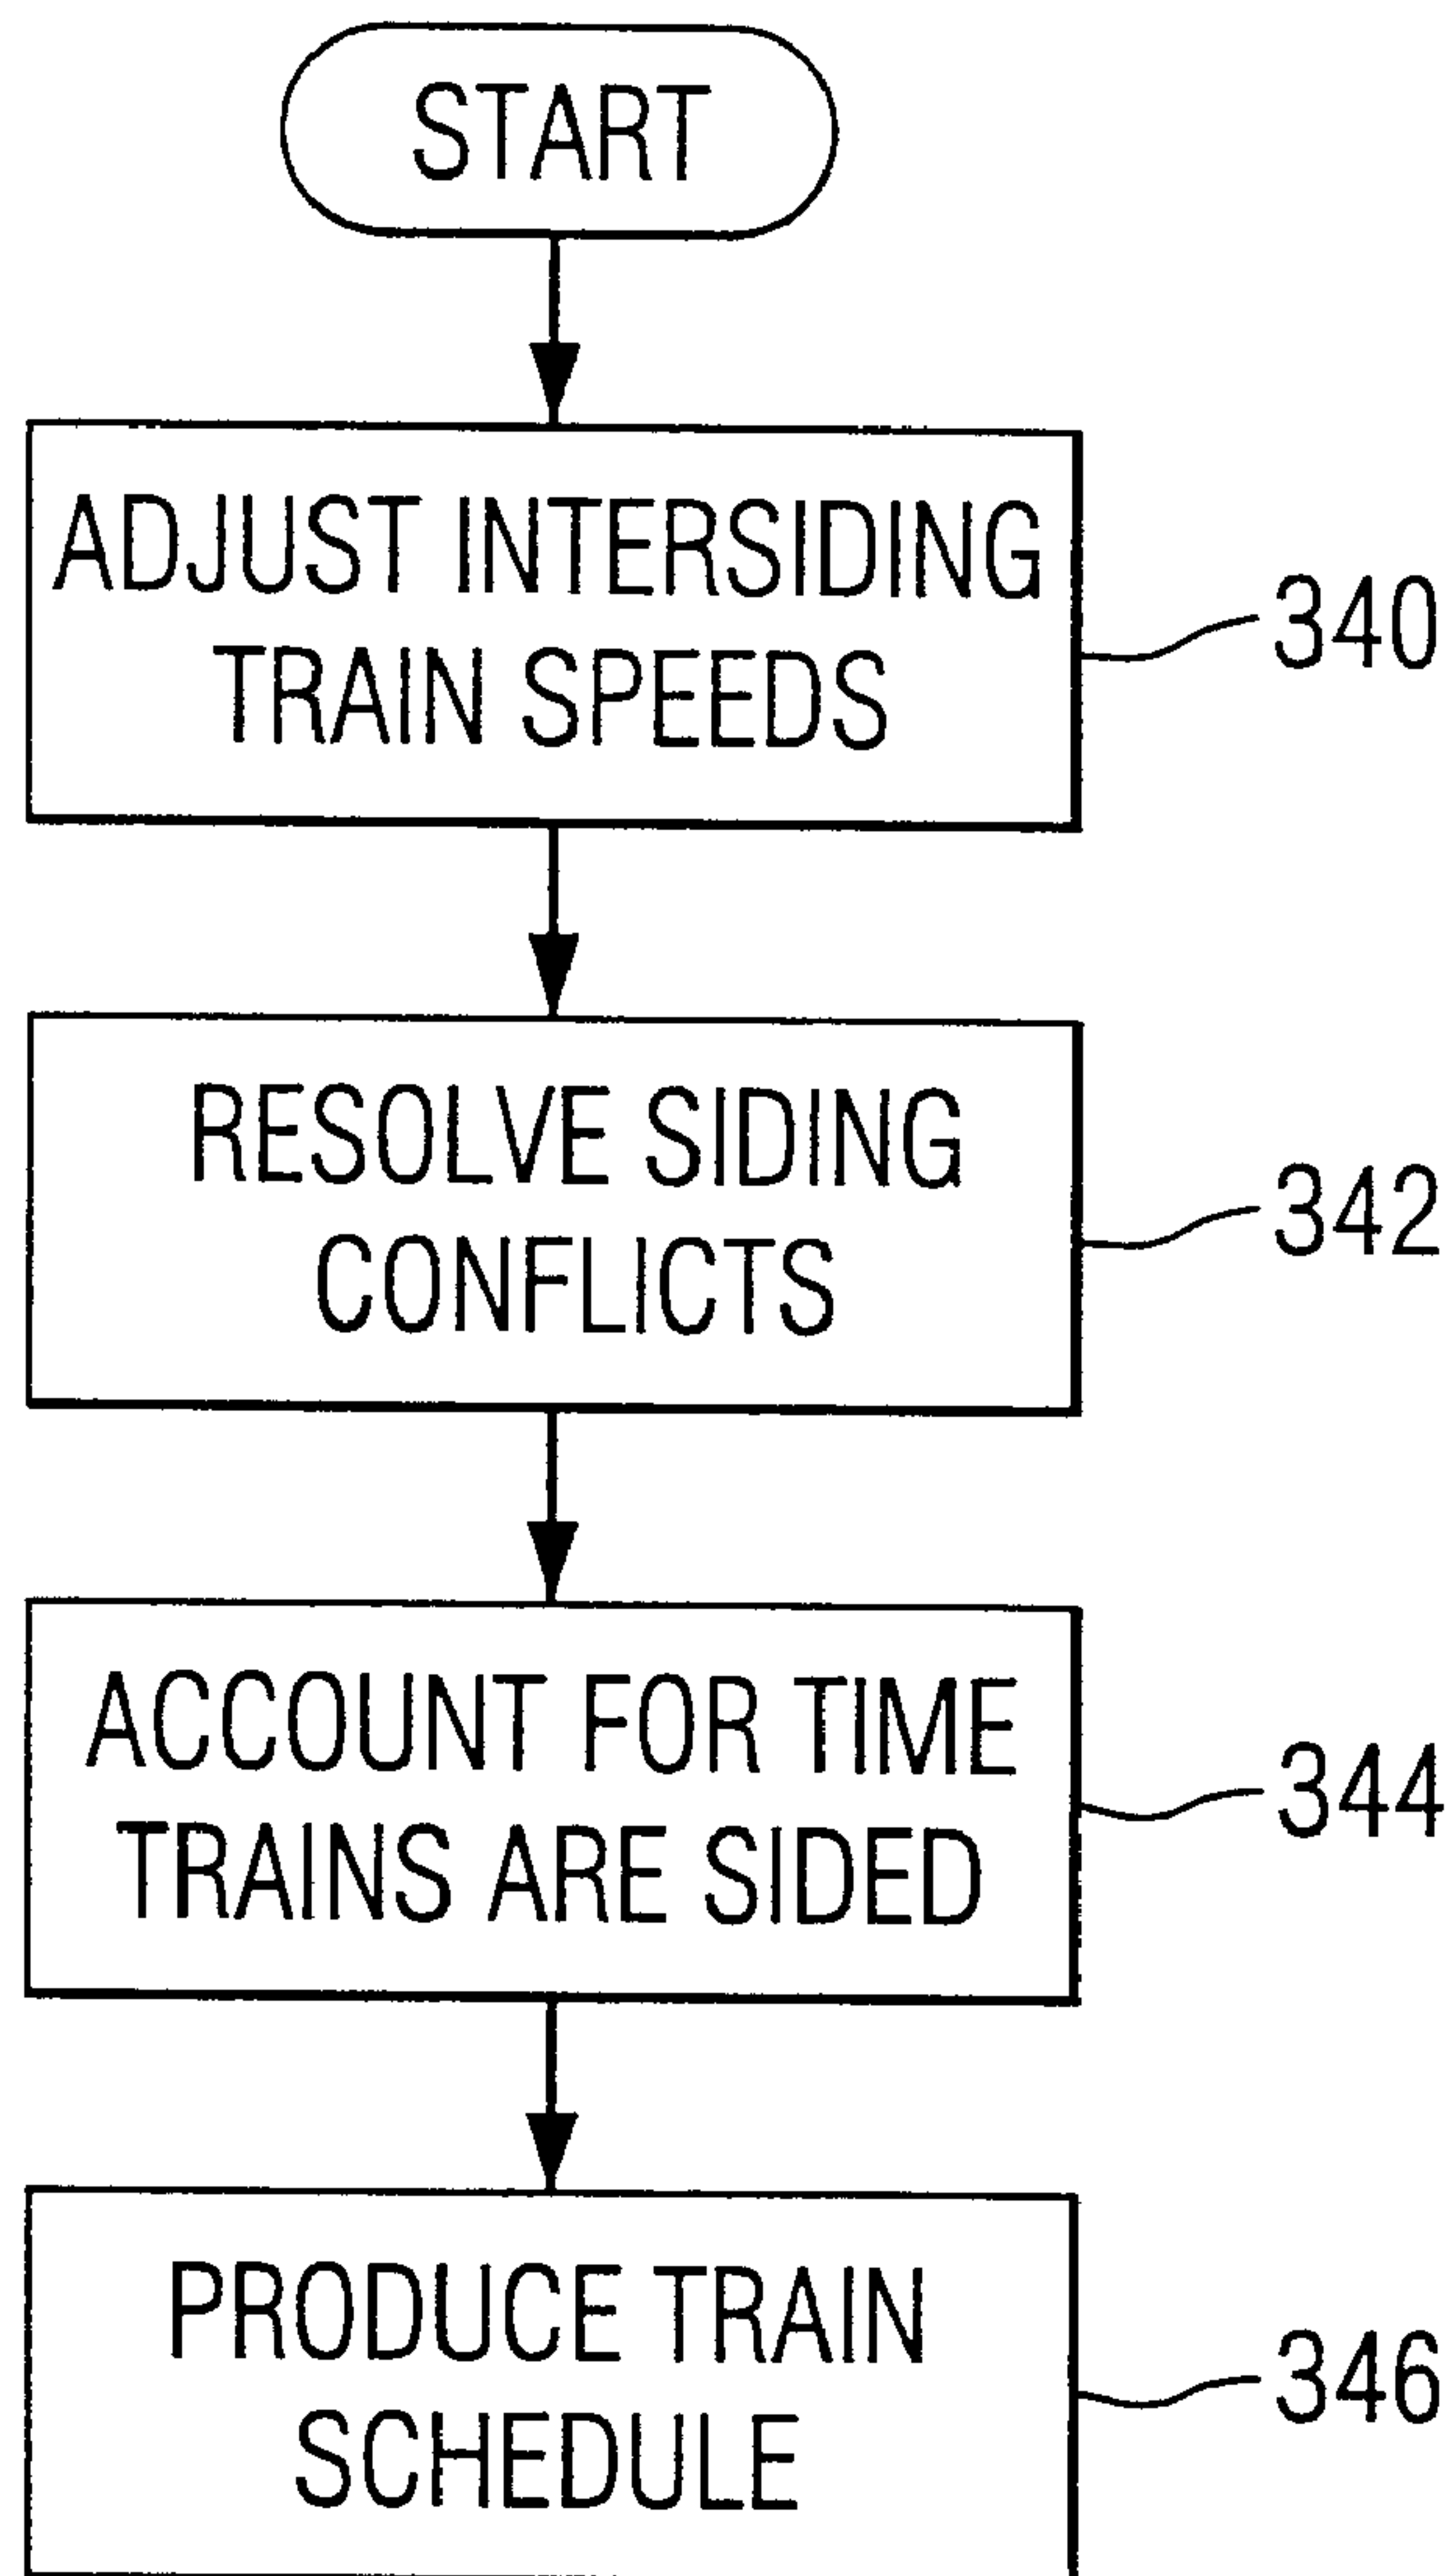 START
ADJUST INTERSIDING
TRAIN SPEEDS
340
RESOLVE SIDING
CONFLICTS
342
ACCOUNT FOR TIME
TRAINS ARE SIDED
344
PRODUCE TRAIN
SCHEDULE
346